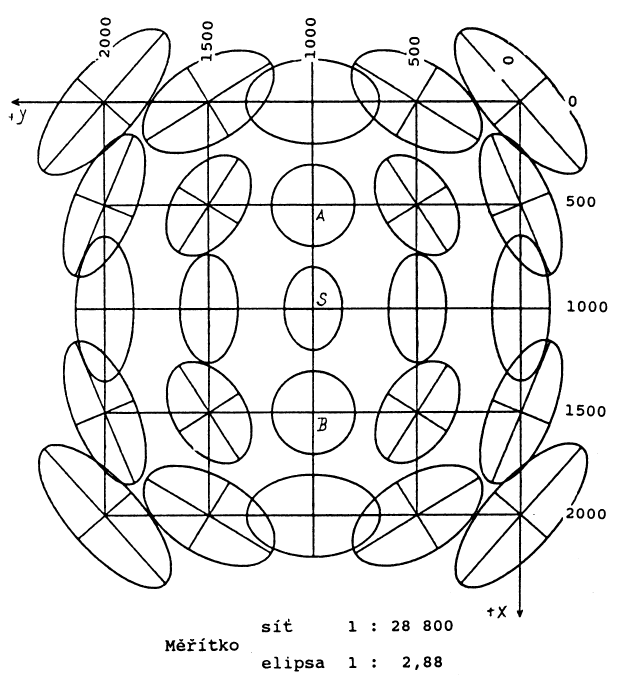 2000 1500 1000 500 0
0
+y
500
A
S
1000
1500
B
2000
+X
síť 1 : 28 800
Měřítko
elipsa 1 : 2,88